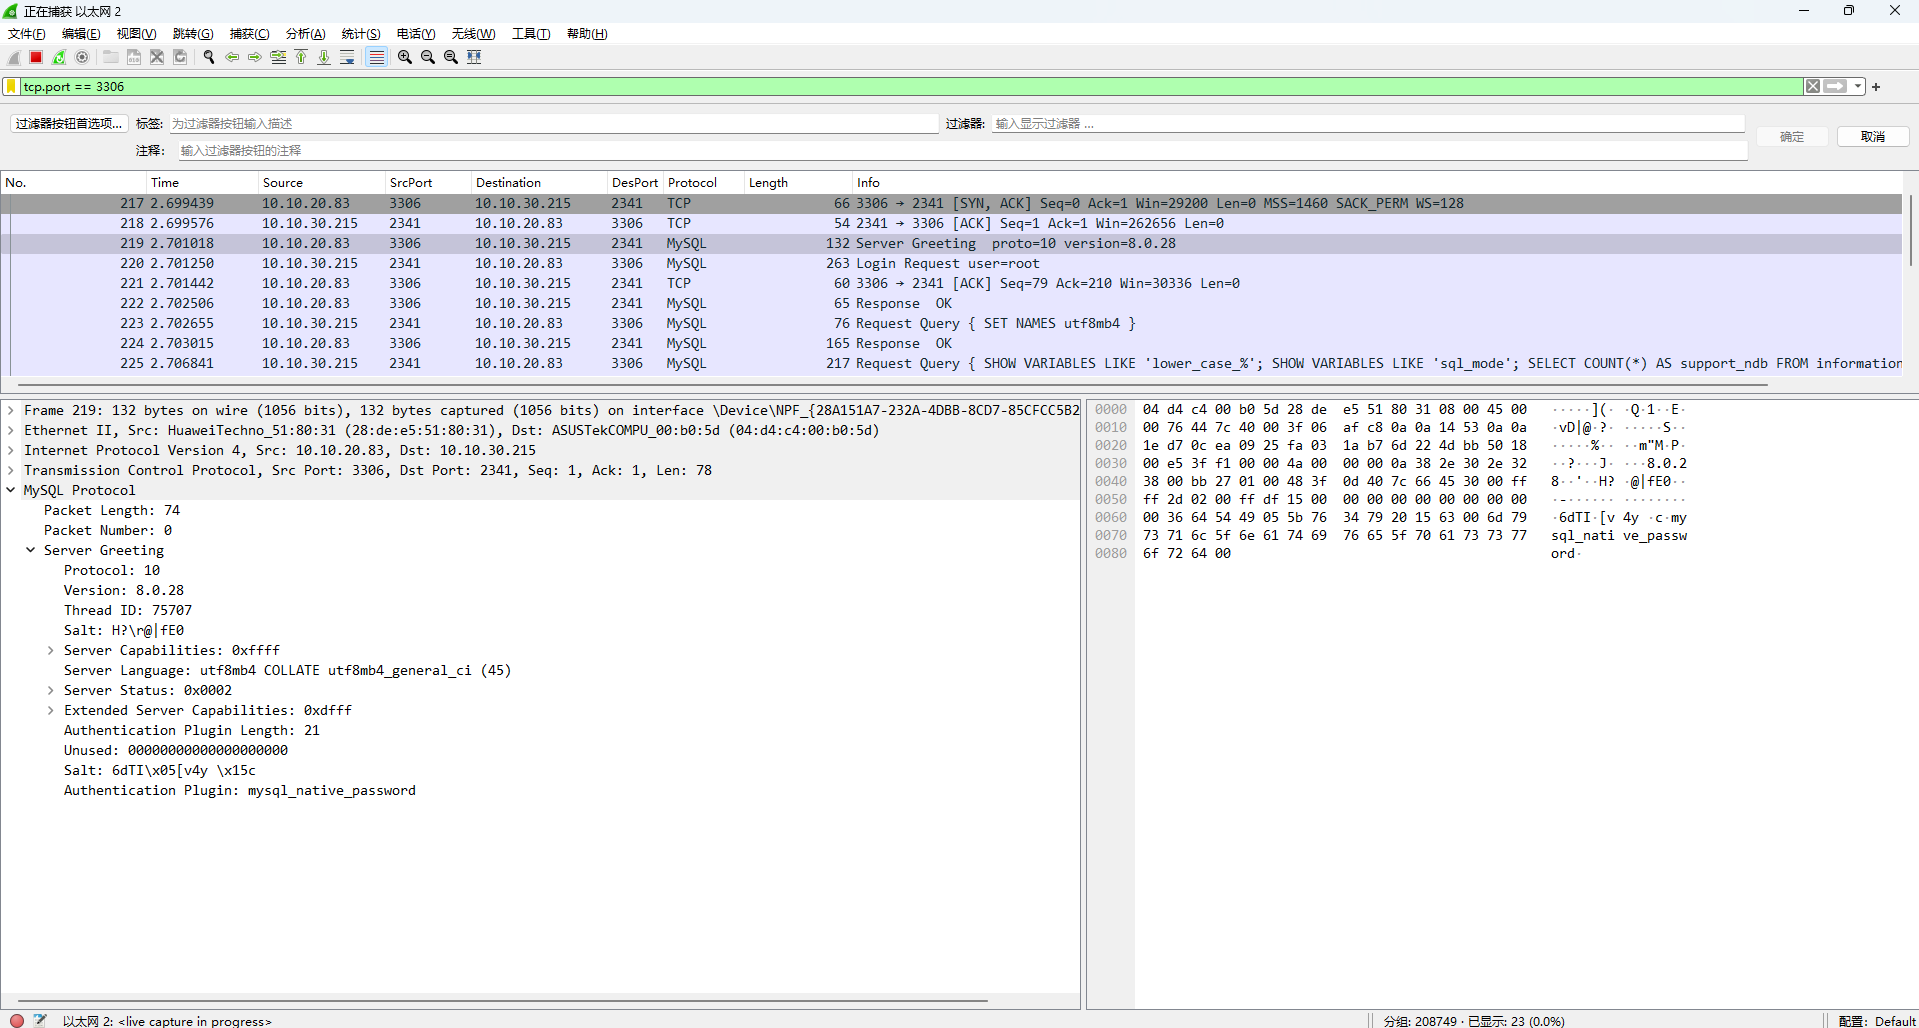 正在捕获 以太网 2
文件(F) 编辑(E) 视图(V) 跳转(G) 捕获(C) 分析(A) 统计(S) 电话(Y) 无线(W) 工具(T) 帮助(H)
tcp.port == 3306
过滤器按钮首选项... 标签: 为过滤器按钮输入描述 过滤器: 输入显示过滤器 ...
确定 取消
注释: 输入过滤器按钮的注释
No. Time Source SrcPort Destination DesPort Protocol Length Info
217 2.699439 10.10.20.83 3306 10.10.30.215 2341 TCP 66 3306 → 2341 [SYN, ACK] Seq=0 Ack=1 Win=29200 Len=0 MSS=1460 SACK_PERM WS=128
218 2.699576 10.10.30.215 2341 10.10.20.83 3306 TCP 54 2341 → 3306 [ACK] Seq=1 Ack=1 Win=262656 Len=0
219 2.701018 10.10.20.83 3306 10.10.30.215 2341 MySQL 132 Server Greeting  proto=10 version=8.0.28
220 2.701250 10.10.30.215 2341 10.10.20.83 3306 MySQL 263 Login Request user=root
221 2.701442 10.10.20.83 3306 10.10.30.215 2341 TCP 60 3306 → 2341 [ACK] Seq=79 Ack=210 Win=30336 Len=0
222 2.702506 10.10.20.83 3306 10.10.30.215 2341 MySQL 65 Response  OK
223 2.702655 10.10.30.215 2341 10.10.20.83 3306 MySQL 76 Request Query { SET NAMES utf8mb4 }
224 2.703015 10.10.20.83 3306 10.10.30.215 2341 MySQL 165 Response  OK
225 2.706841 10.10.30.215 2341 10.10.20.83 3306 MySQL 217 Request Query { SHOW VARIABLES LIKE 'lower_case_%'; SHOW VARIABLES LIKE 'sql_mode'; SELECT COUNT(*) AS support_ndb FROM information
Frame 219: 132 bytes on wire (1056 bits), 132 bytes captured (1056 bits) on interface \Device\NPF_{28A151A7-232A-4DBB-8CD7-85CFCC5B2
Ethernet II, Src: HuaweiTechno_51:80:31 (28:de:e5:51:80:31), Dst: ASUSTekCOMPU_00:b0:5d (04:d4:c4:00:b0:5d)
Internet Protocol Version 4, Src: 10.10.20.83, Dst: 10.10.30.215
Transmission Control Protocol, Src Port: 3306, Dst Port: 2341, Seq: 1, Ack: 1, Len: 78
MySQL Protocol
Packet Length: 74
Packet Number: 0
Server Greeting
Protocol: 10
Version: 8.0.28
Thread ID: 75707
Salt: H?\r@|fE0
Server Capabilities: 0xffff
Server Language: utf8mb4 COLLATE utf8mb4_general_ci (45)
Server Status: 0x0002
Extended Server Capabilities: 0xdfff
Authentication Plugin Length: 21
Unused: 00000000000000000000
Salt: 6dTI\x05[v4y \x15c
Authentication Plugin: mysql_native_password
0000 04 d4 c4 00 b0 5d 28 de e5 51 80 31 08 00 45 00 ·····](· ·Q·1··E·
0010 00 76 44 7c 40 00 3f 06 af c8 0a 0a 14 53 0a 0a ·vD|@·?· ·····S··
0020 1e d7 0c ea 09 25 fa 03 1a b7 6d 22 4d bb 50 18 ·····%·· ··m"M·P·
0030 00 e5 3f f1 00 00 4a 00 00 00 0a 38 2e 30 2e 32 ··?···J· ···8.0.2
0040 38 00 bb 27 01 00 48 3f 0d 40 7c 66 45 30 00 ff 8··'··H? ·@|fE0··
0050 ff 2d 02 00 ff df 15 00 00 00 00 00 00 00 00 00 ·-······ ········
0060 00 36 64 54 49 05 5b 76 34 79 20 15 63 00 6d 79 ·6dTI·[v 4y ·c·my
0070 73 71 6c 5f 6e 61 74 69 76 65 5f 70 61 73 73 77 sql_nati ve_passw
0080 6f 72 64 00 ord·
以太网 2: <live capture in progress> 分组: 208749 · 已显示: 23 (0.0%) 配置: Default